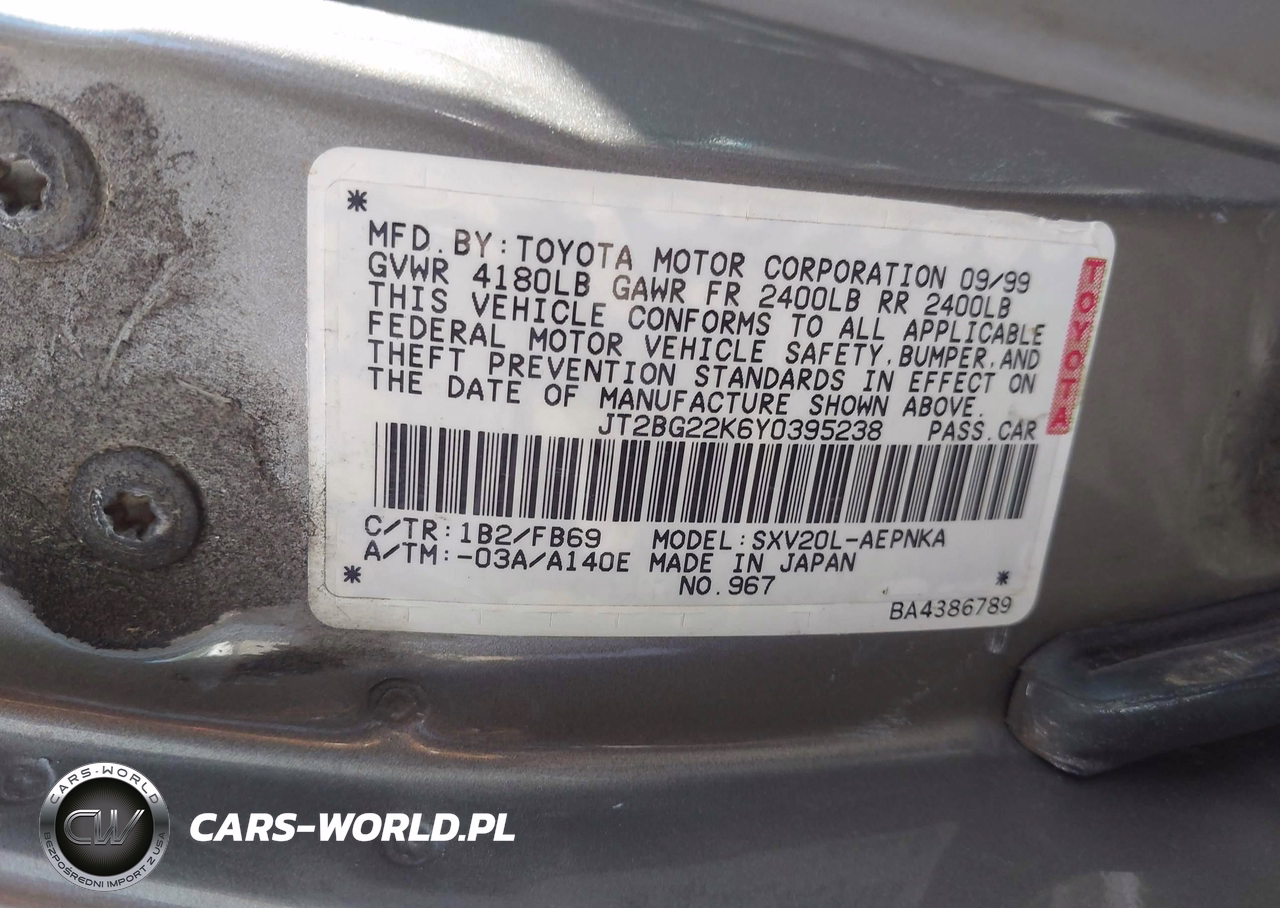 *
MFD. BY: TOYOTA MOTOR CORPORATION 09/99
GVWR 4180LB GAWR FR 2400LB RR 2400LB
THIS VEHICLE CONFORMS TO ALL APPLICABLE
FEDERAL MOTOR VEHICLE SAFETY, BUMPER, AND
THEFT PREVENTION STANDARDS IN EFFECT ON
THE DATE OF MANUFACTURE SHOWN ABOVE.
JT2BG22K6Y0395238 PASS. CAR
TOYOTA
C/TR: 1B2/FB69 MODEL: SXV20L-AEPNKA
A/TM: -03A/A140E MADE IN JAPAN
* NO. 967 *
BA4386789
CARS-WORLD
CW
BEZPOŚREDNI IMPORT Z USA
CARS-WORLD.PL